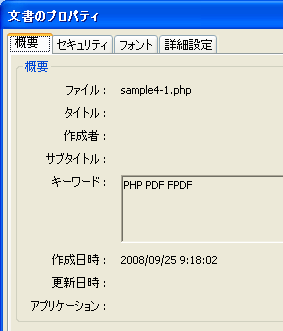 文書のプロパティ
概要 セキュリティ フォント 詳細設定
概要
ファイル： sample4-1.php
タイトル：
作成者：
サブタイトル：
キーワード： PHP PDF FPDF
作成日時： 2008/09/25 9:18:02
更新日時：
アプリケーション：